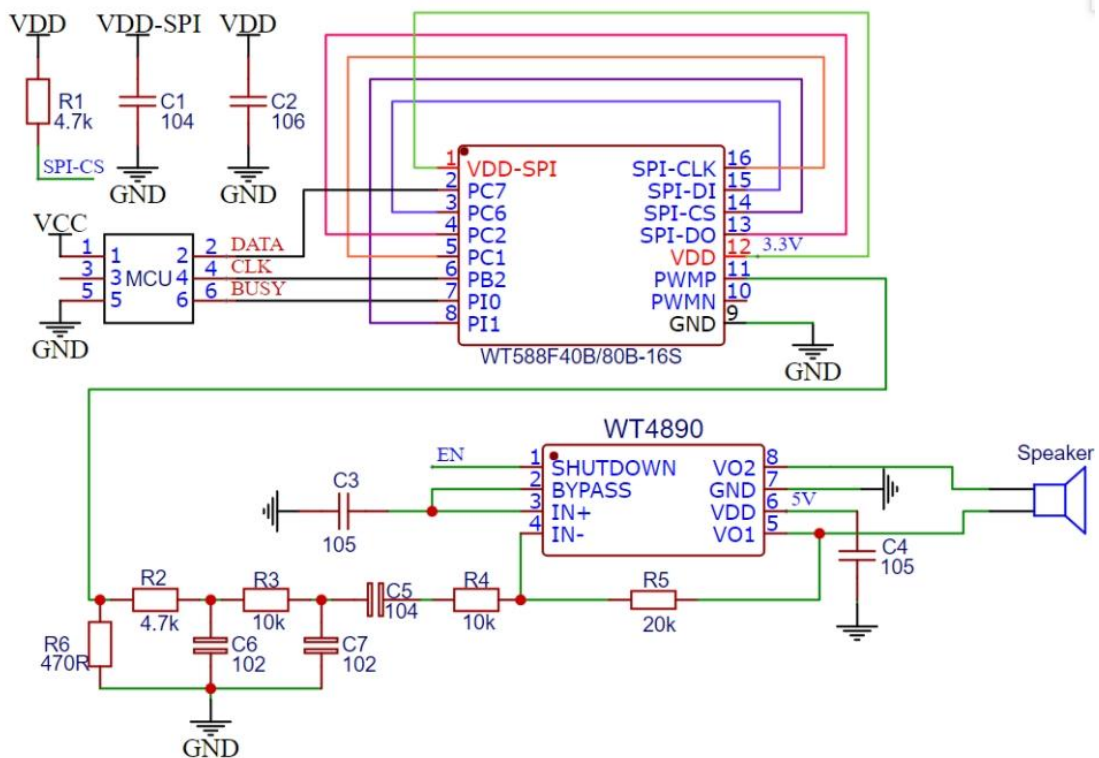 VDD VDD-SPI VDD
R1
4.7k
C1
104
C2
106
SPI-CS
GND GND
VCC
1 1 2 2 DATA
3 3 MCU 4 4 CLK
5 5 6 6 BUSY
GND
1 VDD-SPI SPI-CLK 16
2 PC7 SPI-DI 15
3 PC6 SPI-CS 14
4 PC2 SPI-DO 13
5 PC1 VDD 12 3.3V
6 PB2 PWMP 11
7 PI0 PWMN 10
8 PI1 GND 9
WT588F40B/80B-16S
GND
WT4890
EN 1 SHUTDOWN VO2 8
2 BYPASS GND 7
3 IN+ VDD 6 5V
4 IN- VO1 5
Speaker
C3
105
C4
105
R2
4.7k
R3
10k
C5
104
R4
10k
R5
20k
R6
470R
C6
102
C7
102
GND